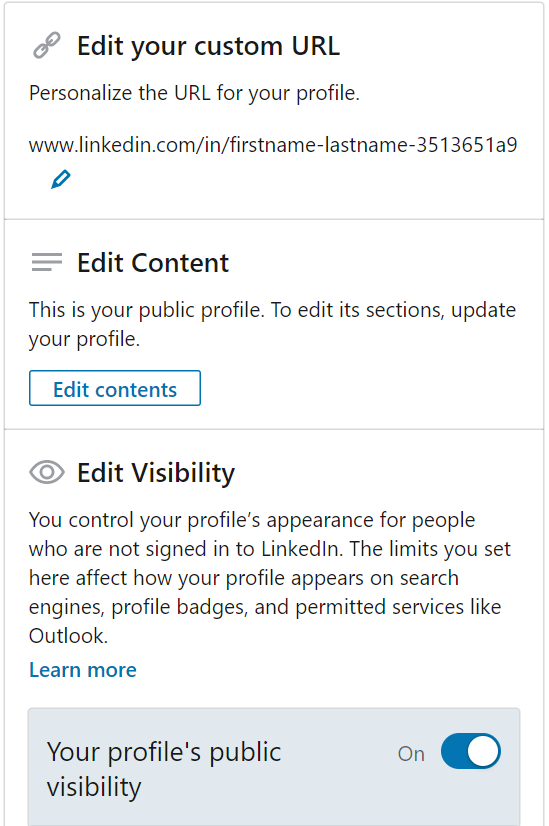 Edit your custom URL
Personalize the URL for your profile.
www.linkedin.com/in/firstname-lastname-3513651a9
Edit Content
This is your public profile. To edit its sections, update
your profile.
Edit contents
Edit Visibility
You control your profile’s appearance for people
who are not signed in to LinkedIn. The limits you set
here affect how your profile appears on search
engines, profile badges, and permitted services like
Outlook.
Learn more
Your profile's public On
visibility